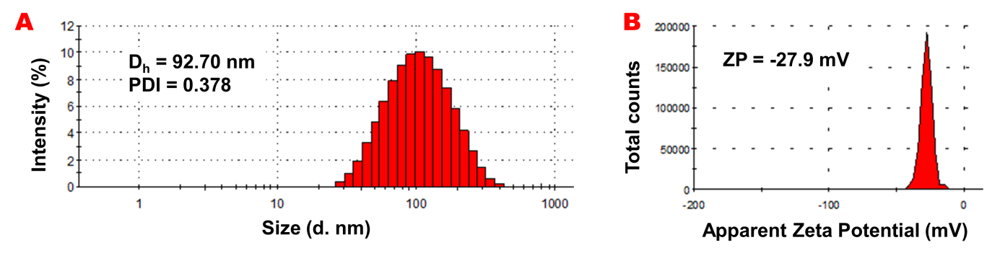 A
12
10
8
6
4
2
0
Intensity (%)
Dh = 92.70 nm
PDI = 0.378
1 10 100 1000
Size (d. nm)
B
200000
150000
100000
50000
0
Total counts
ZP = -27.9 mV
-200 -100 0
Apparent Zeta Potential (mV)